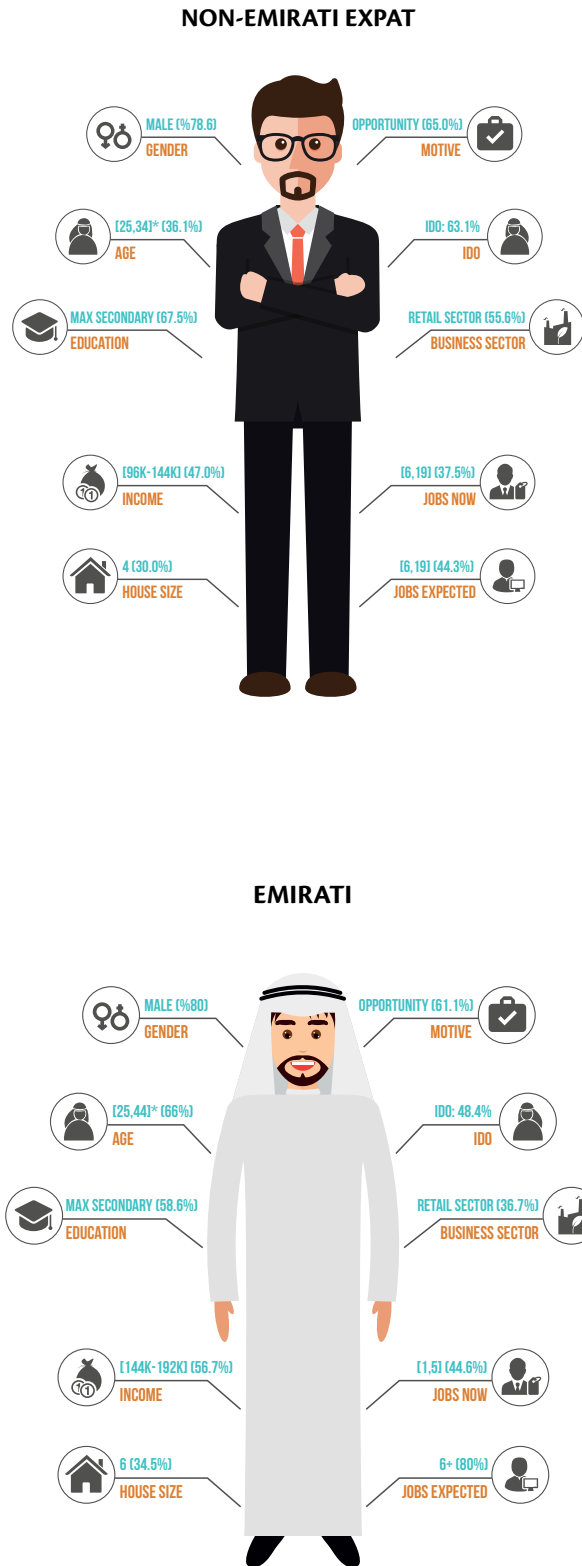 NON-EMIRATI EXPAT
MALE (%78.6)
GENDER
OPPORTUNITY (65.0%)
MOTIVE
[25,34]* (36.1%)
AGE
IDO: 63.1%
IDO
MAX SECONDARY (67.5%)
EDUCATION
RETAIL SECTOR (55.6%)
BUSINESS SECTOR
[96K-144K] (47.0%)
INCOME
[6,19] (37.5%)
JOBS NOW
4 (30.0%)
HOUSE SIZE
[6,19] (44.3%)
JOBS EXPECTED
EMIRATI
MALE (%80)
GENDER
OPPORTUNITY (61.1%)
MOTIVE
[25,44]* (66%)
AGE
IDO: 48.4%
IDO
MAX SECONDARY (58.6%)
EDUCATION
RETAIL SECTOR (36.7%)
BUSINESS SECTOR
[144K-192K] (56.7%)
INCOME
[1,5] (44.6%)
JOBS NOW
6 (34.5%)
HOUSE SIZE
6+ (80%)
JOBS EXPECTED